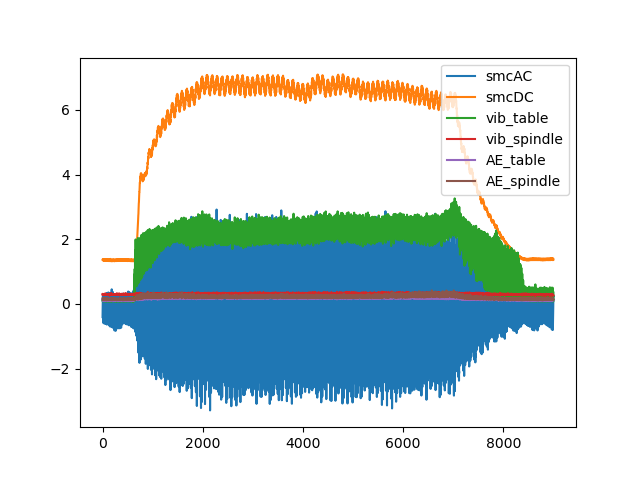 smcAC
smcDC
vib_table
vib_spindle
AE_table
AE_spindle
6
4
2
0
−2
0 2000 4000 6000 8000